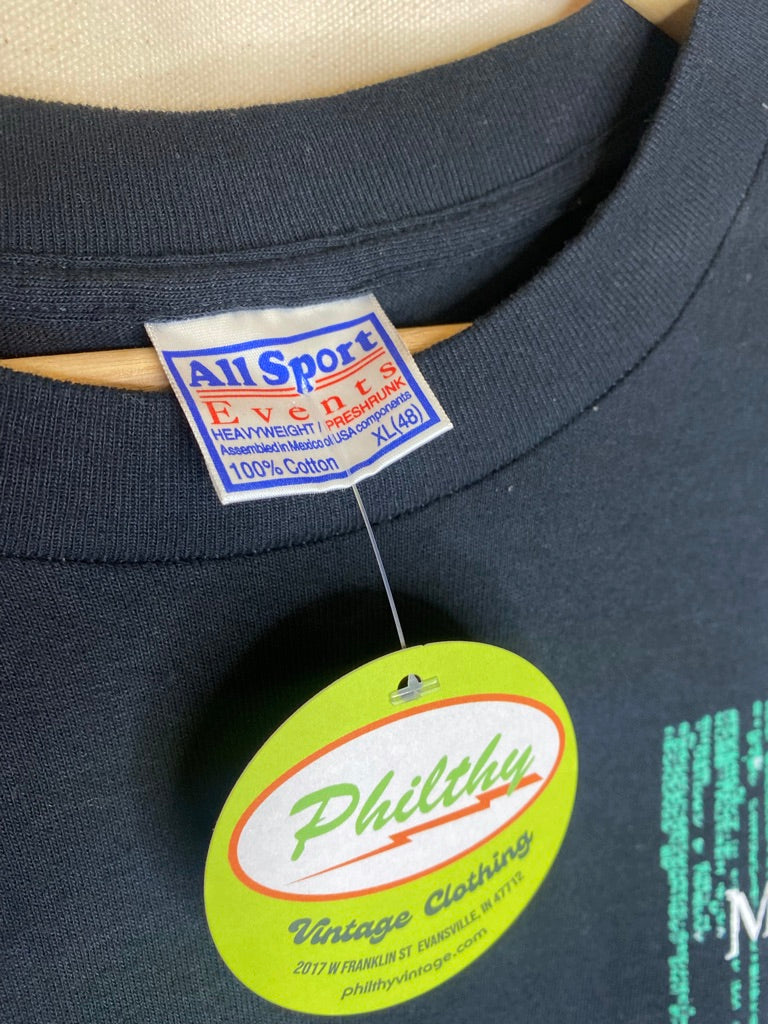 All Sport
Events
HEAVYWEIGHT / PRESHRUNK
Assembled in Mexico of USA components
100% Cotton XL(48)
Philthy
Vintage Clothing
2017 W FRANKLIN ST EVANSVILLE, IN 47712
philthyvintage.com
M